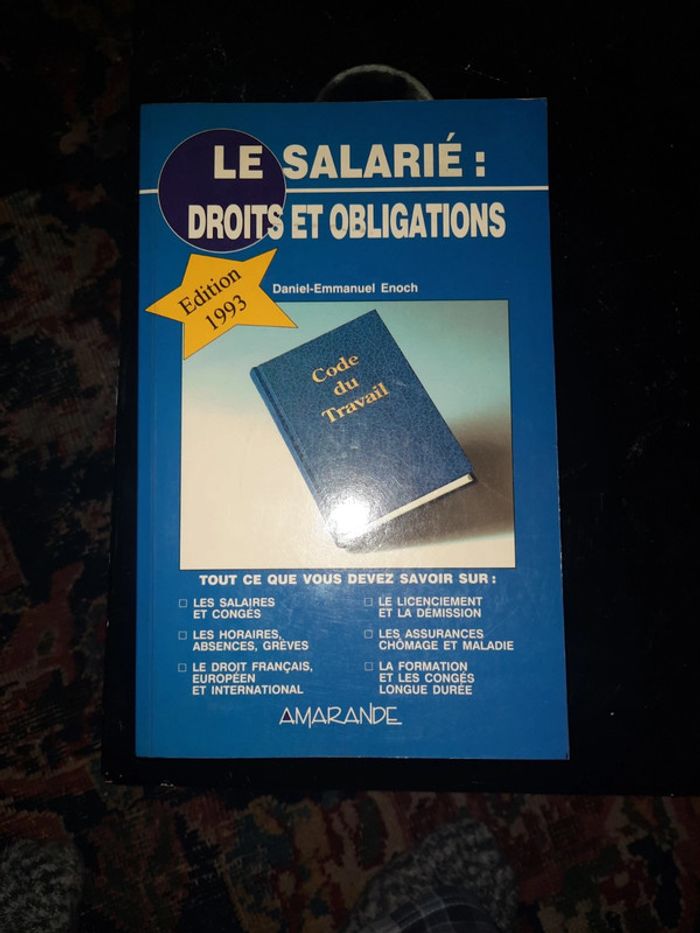 LE SALARIÉ :
DROITS ET OBLIGATIONS
Edition
1993
Daniel-Emmanuel Enoch
Code
du
Travail
TOUT CE QUE VOUS DEVEZ SAVOIR SUR :
LES SALAIRES
ET CONGÉS
LES HORAIRES,
ABSENCES, GRÈVES
LE DROIT FRANÇAIS,
EUROPÉEN
ET INTERNATIONAL
LE LICENCIEMENT
ET LA DÉMISSION
LES ASSURANCES
CHÔMAGE ET MALADIE
LA FORMATION
ET LES CONGÉS
LONGUE DURÉE
AMARANDE